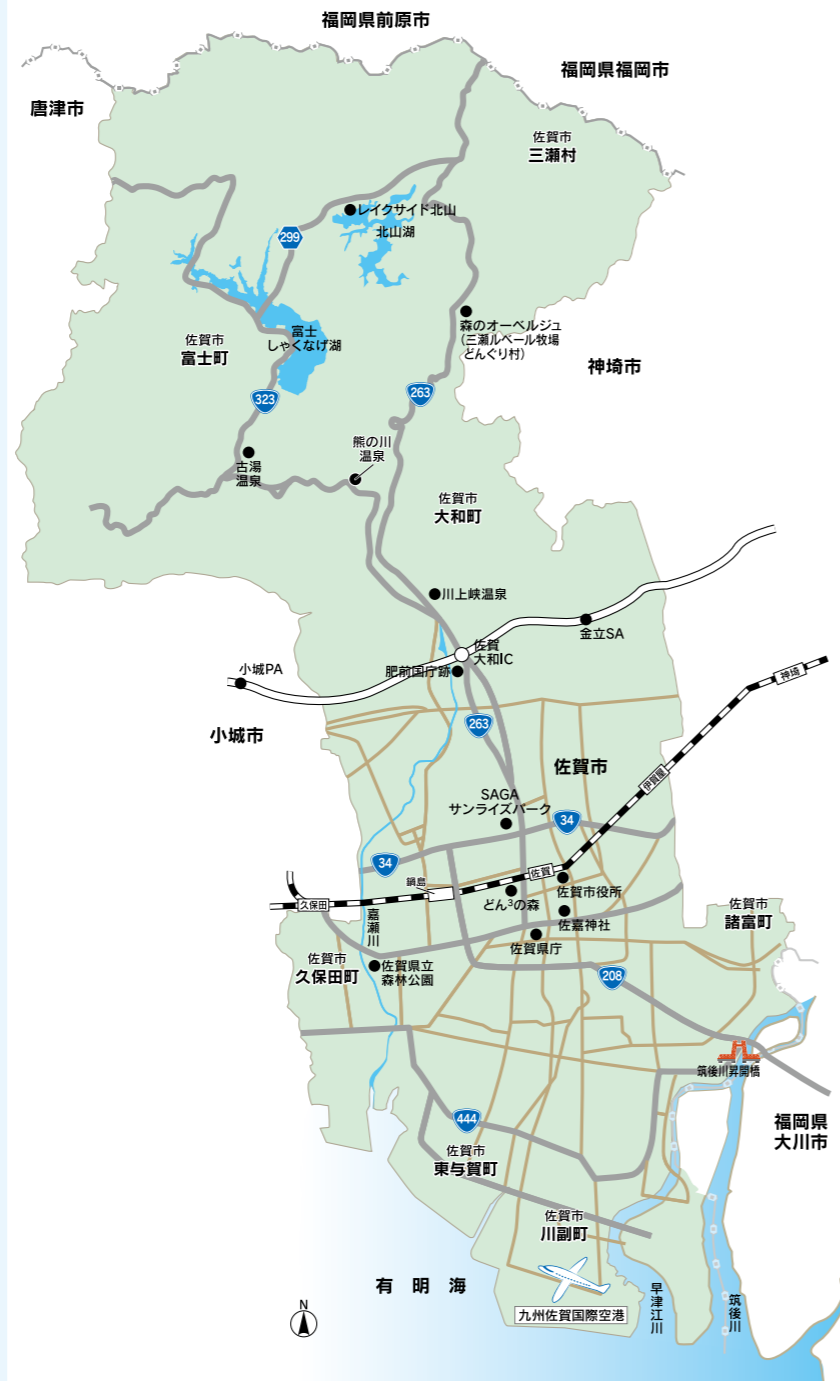 福岡県前原市
福岡県福岡市
唐津市
佐賀市
三瀬村
レイクサイド北山
北山湖
299
富士
しゃくなげ湖
森のオーベルジュ
(三瀬ルベール牧場
どんぐり村)
佐賀市
富士町
神埼市
263
323
熊の川
温泉
古湯
温泉
佐賀市
大和町
川上峡温泉
金立SA
佐賀
大和IC
小城PA
肥前国庁跡
神埼
小城市
263
佐賀市
伊賀屋
SAGA
サンライズパーク
34
34
佐賀
鍋島
久保田
どん3の森
佐賀市役所
佐嘉神社
佐賀県庁
嘉瀬川
佐賀市
諸富町
佐賀市
久保田町
佐賀県立
森林公園
208
筑後川昇開橋
福岡県
大川市
444
佐賀市
東与賀町
佐賀市
川副町
有明海
早津江川
筑後川
N
九州佐賀国際空港